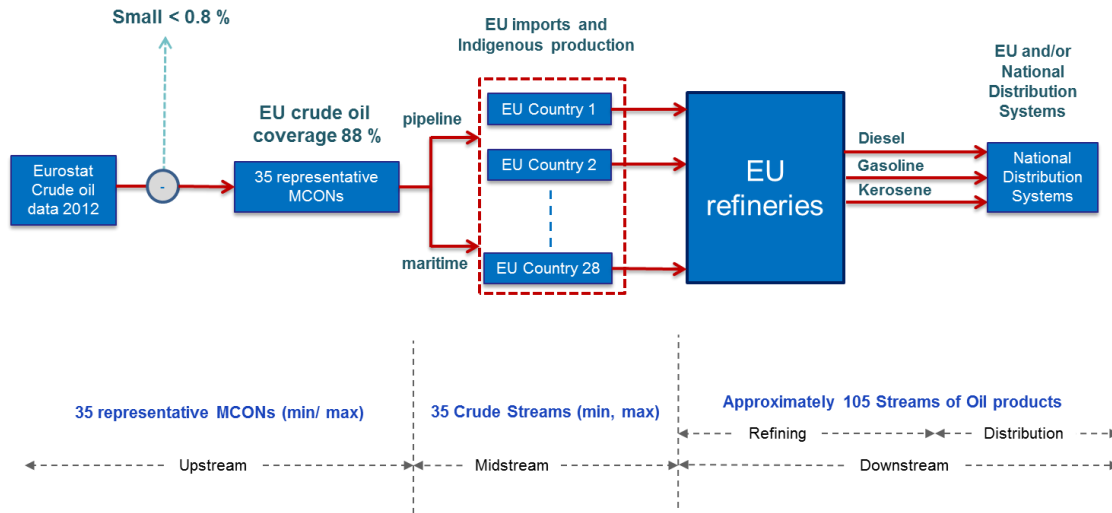 Small < 0.8 %
EU imports and
Indigenous production
EU and/or
National
Distribution
Systems
EU crude oil
coverage 88 %
pipeline
maritime
Eurostat
Crude oil
data 2012
-
35 representative
MCONs
EU Country 1
EU Country 2
EU Country 28
EU
refineries
Diesel
Gasoline
Kerosene
National
Distribution
Systems
35 representative MCONs (min/ max)
35 Crude Streams (min, max)
Approximately 105 Streams of Oil products
Refining
Distribution
Upstream
Midstream
Downstream